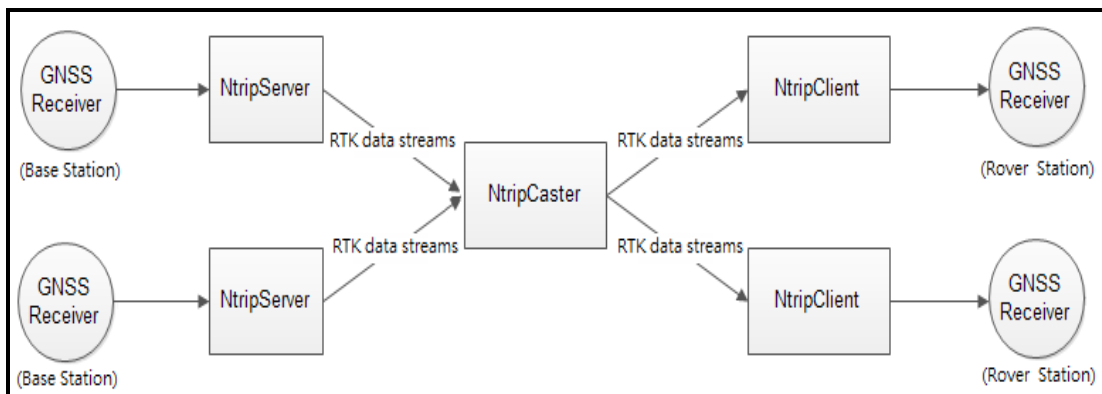 GNSS
Receiver
(Base Station)
NtripServer
RTK data streams
GNSS
Receiver
(Base Station)
NtripServer
RTK data streams
NtripCaster
RTK data streams
NtripClient
GNSS
Receiver
(Rover Station)
RTK data streams
NtripClient
GNSS
Receiver
(Rover Station)